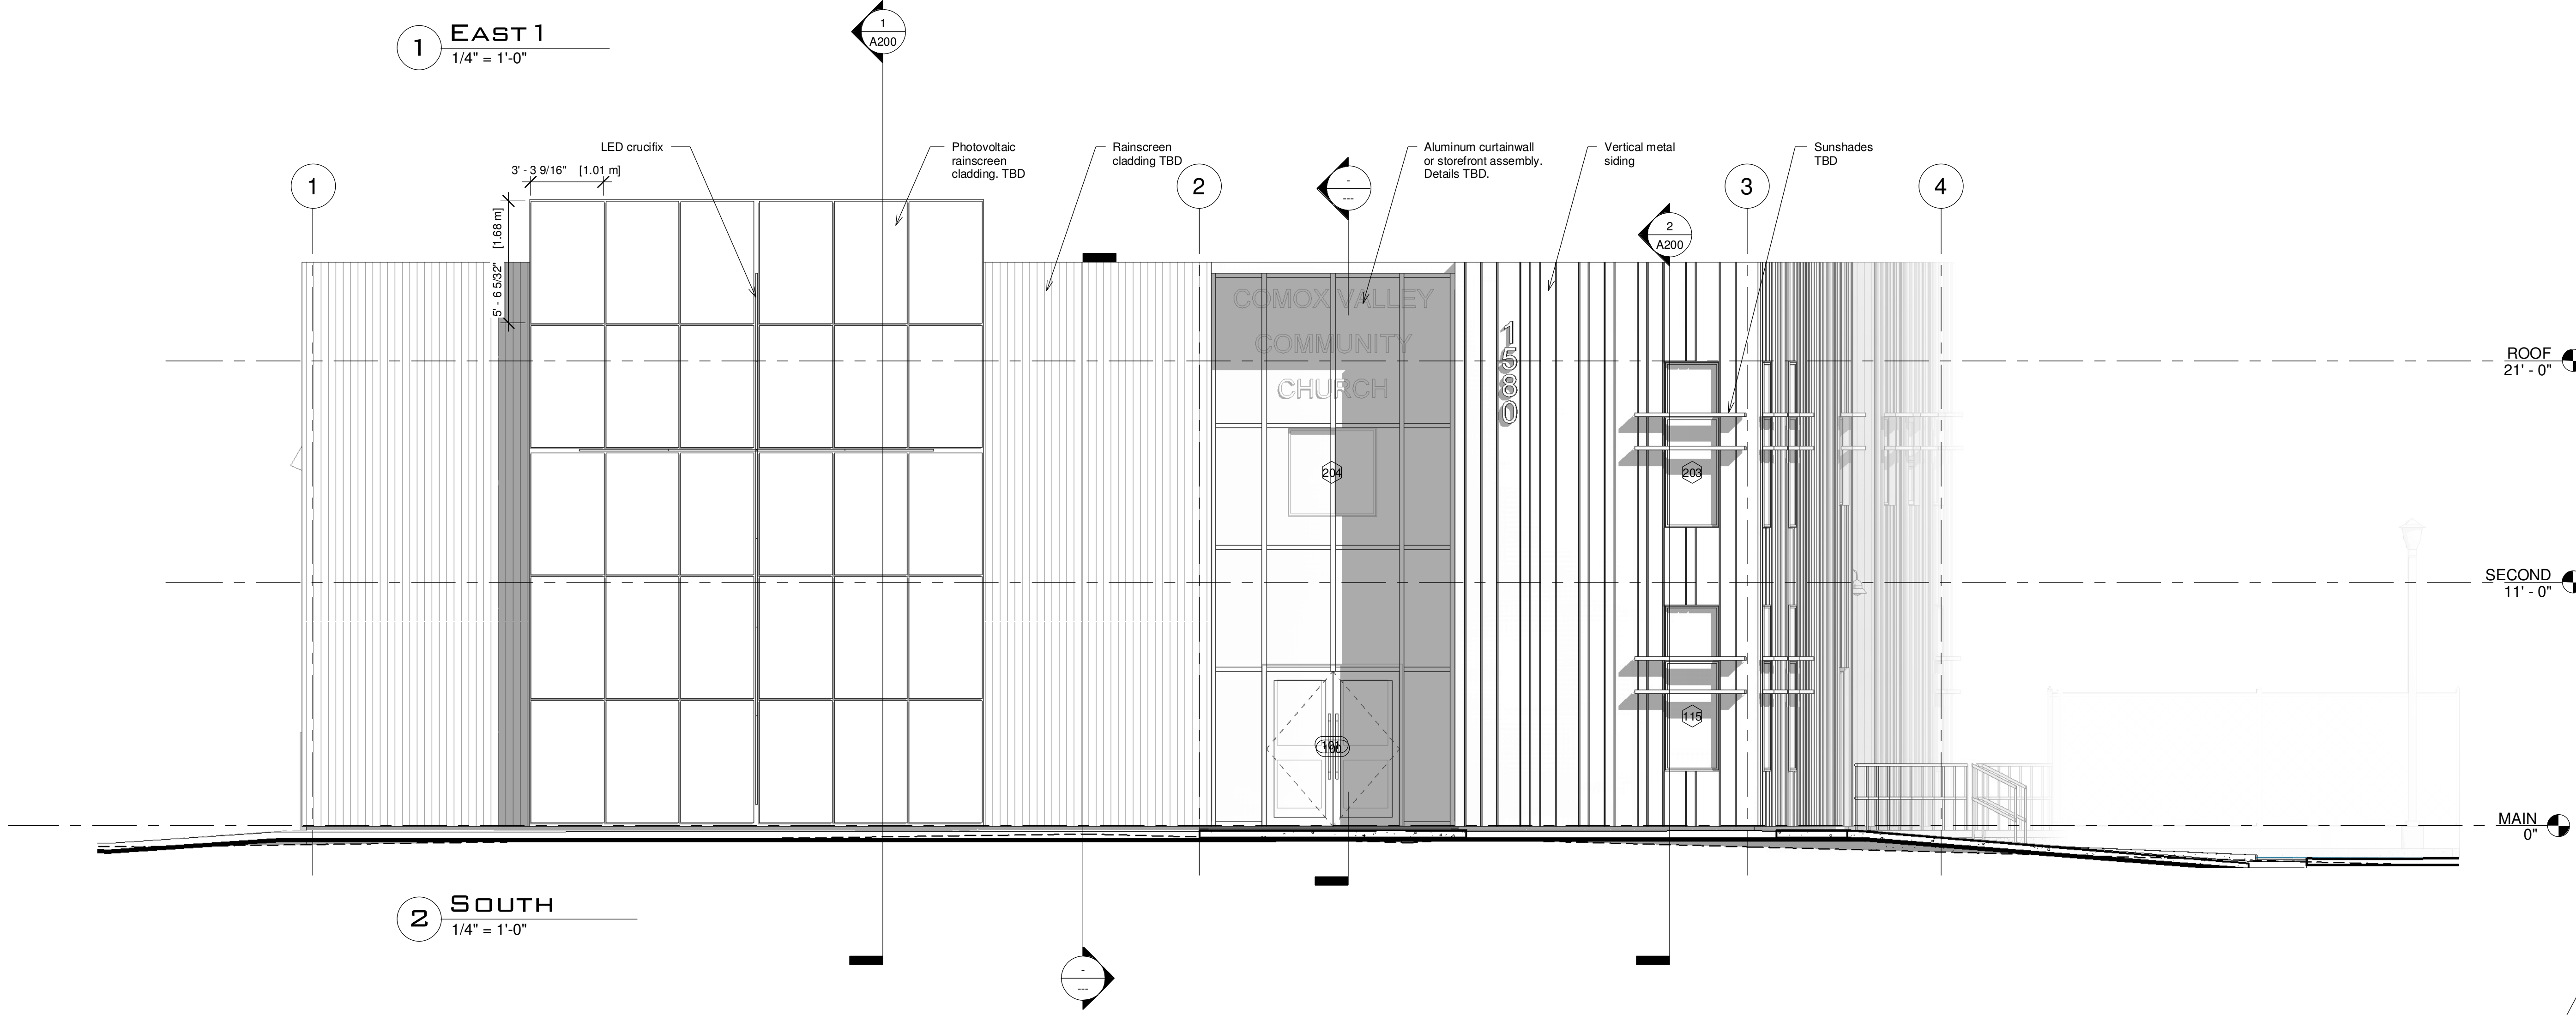 1
EAST 1
1/4" = 1'-0"
1
A200
LED crucifix
Photovoltaic
rainscreen
cladding. TBD
Rainscreen
cladding TBD
Aluminum curtainwall
or storefront assembly.
Details TBD.
Vertical metal
siding
Sunshades
TBD
3' - 3 9/16" [1.01 m]
5' - 6 5/32" [1.68 m]
1
2
-
---
3
4
2
A200
COMOX VALLEY
COMMUNITY
CHURCH
1580
204
203
115
ROOF
21' - 0"
SECOND
11' - 0"
MAIN
0"
2
SOUTH
1/4" = 1'-0"
-
---